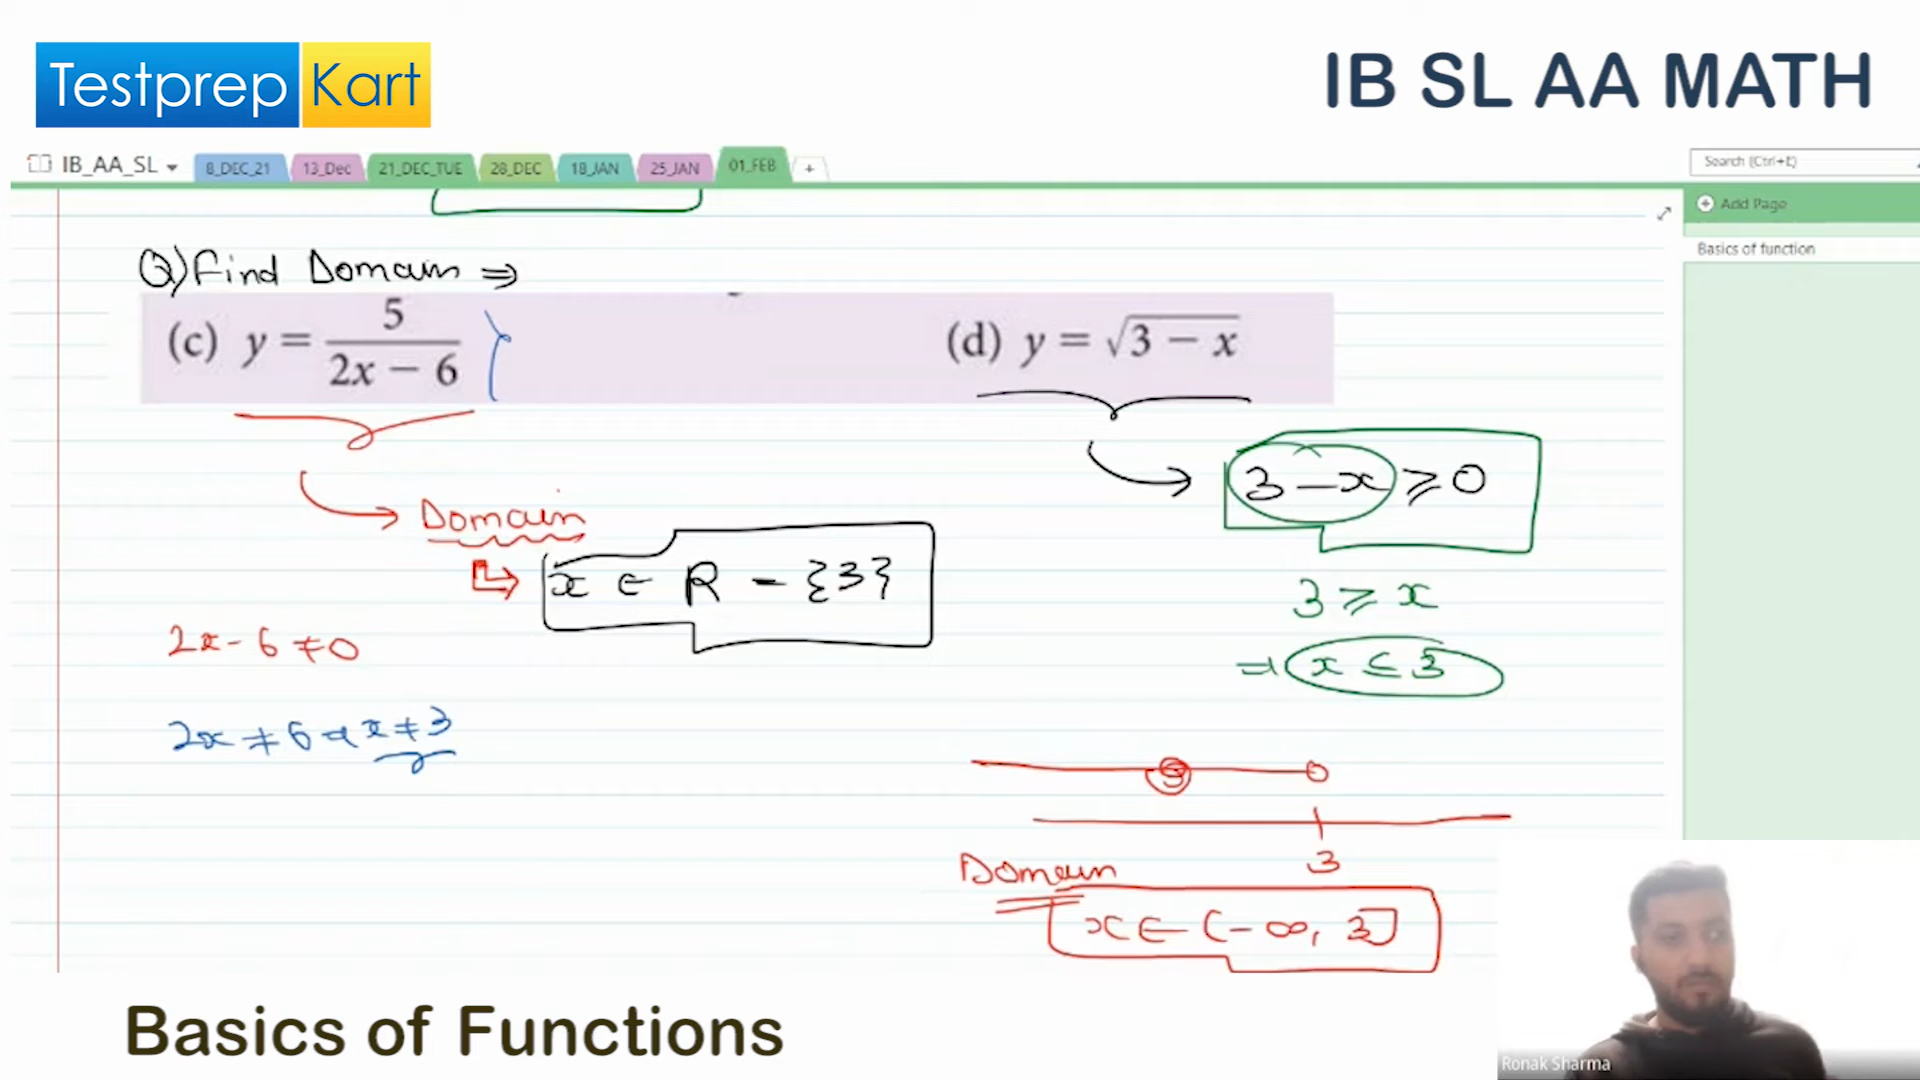 Testprep Kart
IB SL AA MATH
IB_AA_SL
8_DEC_21
13_Dec
21_DEC_TUE
28_DEC
18_JAN
25_JAN
01_FEB
+
Search (Ctrl+E)
Add Page
Basics of function
Q) Find Domain ⇒
(c) y = 5/(2x − 6)
(d) y = √(3 − x)
3 − x ⩾ 0
Domain
x ∈ R − {3}
3 ⩾ x
2x − 6 ≠ 0
⇒ x ≤ 3
2x ≠ 6 ⇒ x ≠ 3
3
Domain
x ∈ (−∞, 3]
Basics of Functions
Ronak Sharma